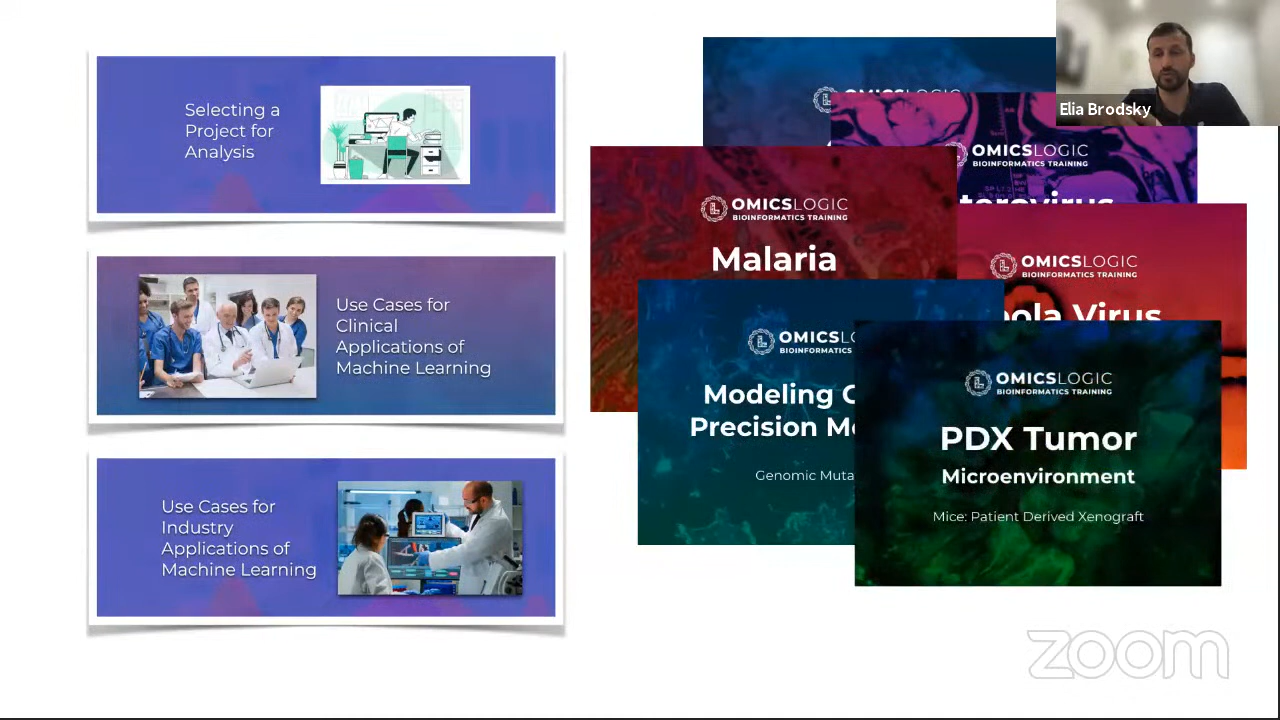 Selecting a
Project for
Analysis
Use Cases for
Clinical
Applications of
Machine Learning
Use Cases for
Industry
Applications of
Machine Learning
OMICSLOGIC
BIOINFORMATICS TRAINING
Malaria
OMICSLOGIC
BIOINFORMATICS TRAINING
OMICSLOGIC
BIOINFORMATICS TRAINING
Virus
BIOINFORMATICS
Modeling
Precision
OMICSLOGIC
BIOINFORMATICS TRAINING
PDX Tumor
Microenvironment
Mice: Patient Derived Xenograft
Elia Brodsky
zoom